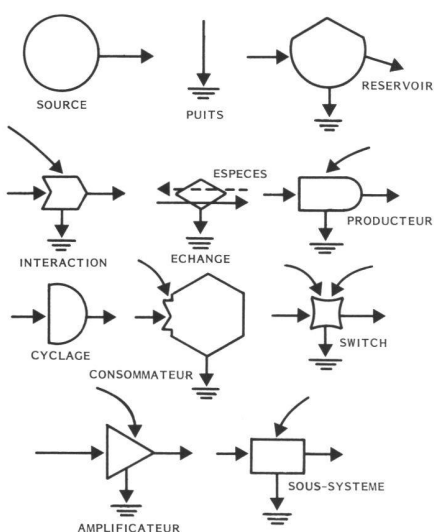 SOURCE
PUITS
RESERVOIR
INTERACTION
ESPECES
ECHANGE
PRODUCTEUR
CYCLAGE
CONSOMMATEUR
SWITCH
AMPLIFICATEUR
SOUS-SYSTEME